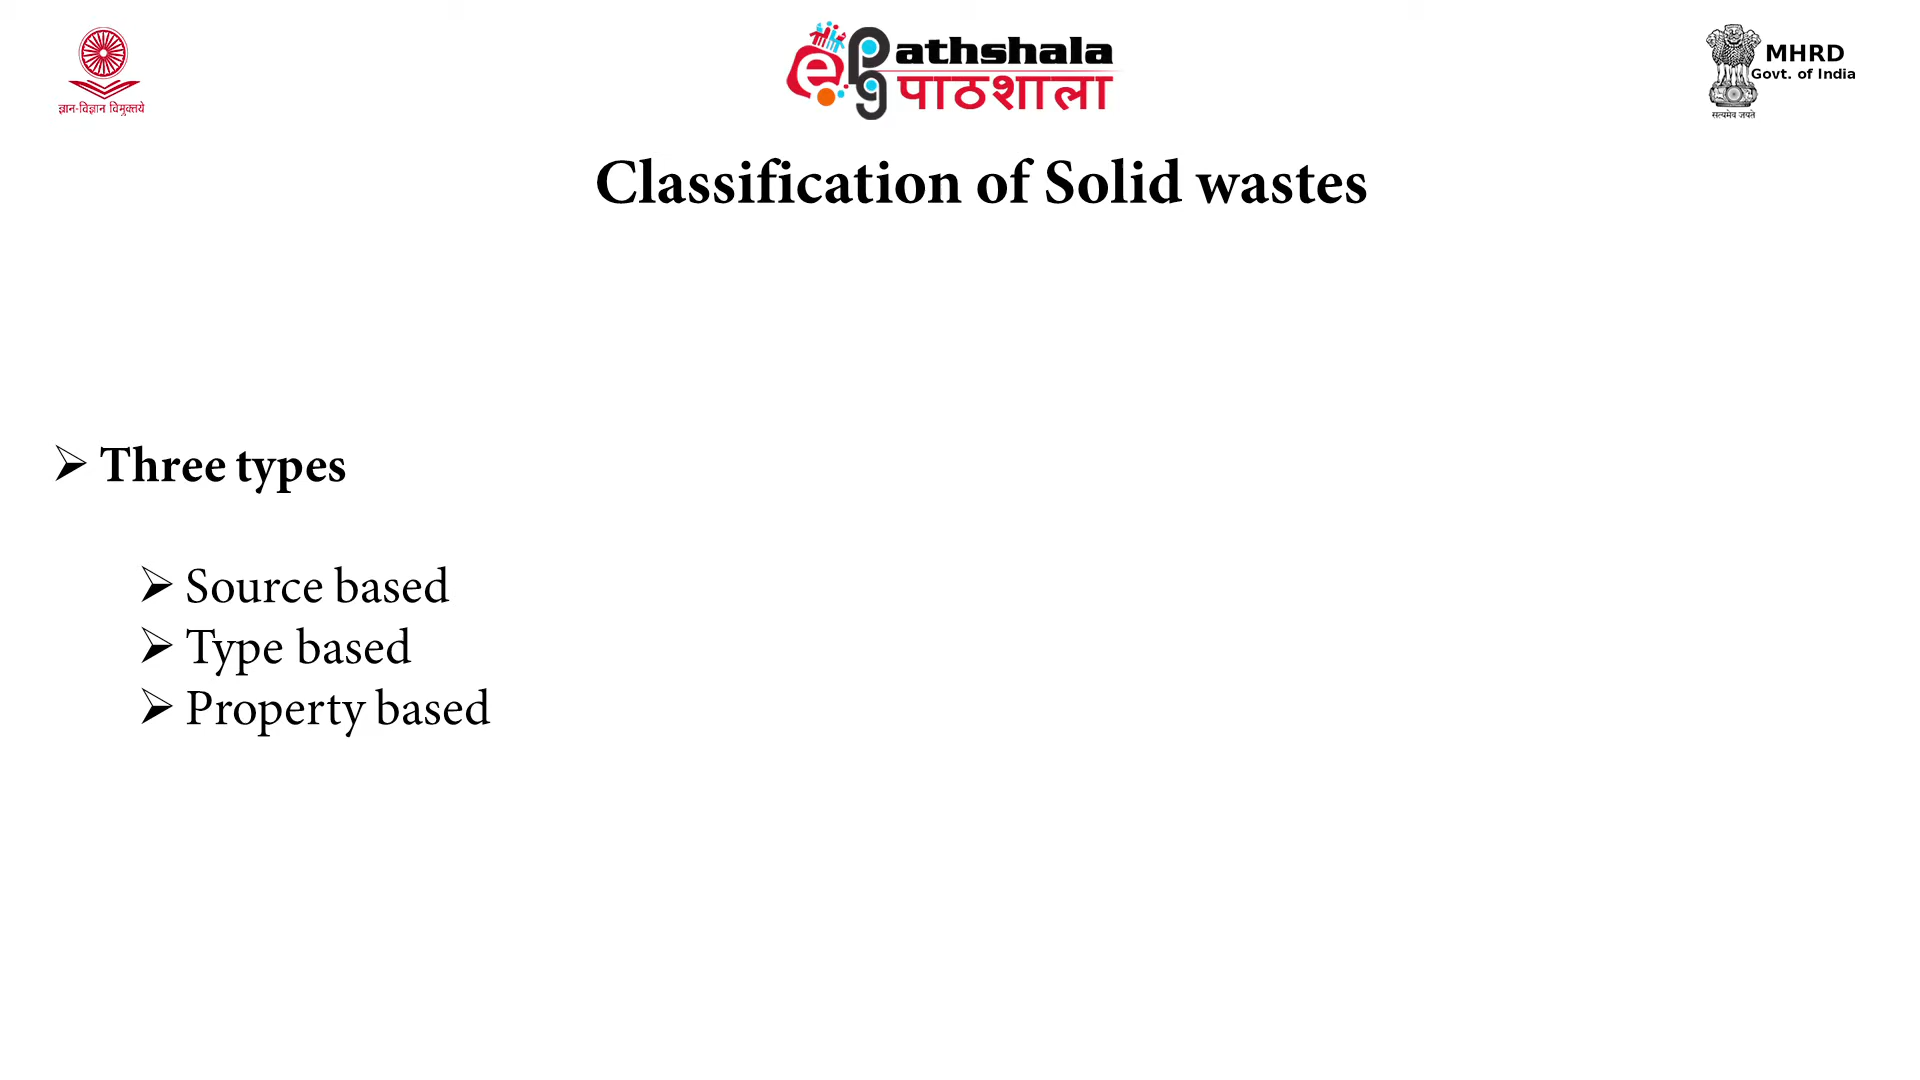 ज्ञान-विज्ञान विमुक्तये
e pg athshala
पाठशाला
MHRD
Govt. of India
सत्यमेव जयते
Classification of Solid wastes
➢ Three types
➢ Source based
➢ Type based
➢ Property based